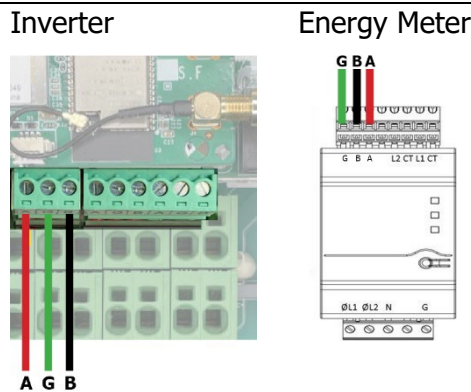 Inverter
Energy Meter
S.F
A G B
G B A
G B A L2 CT L1 CT
ØL1 ØL2 N G